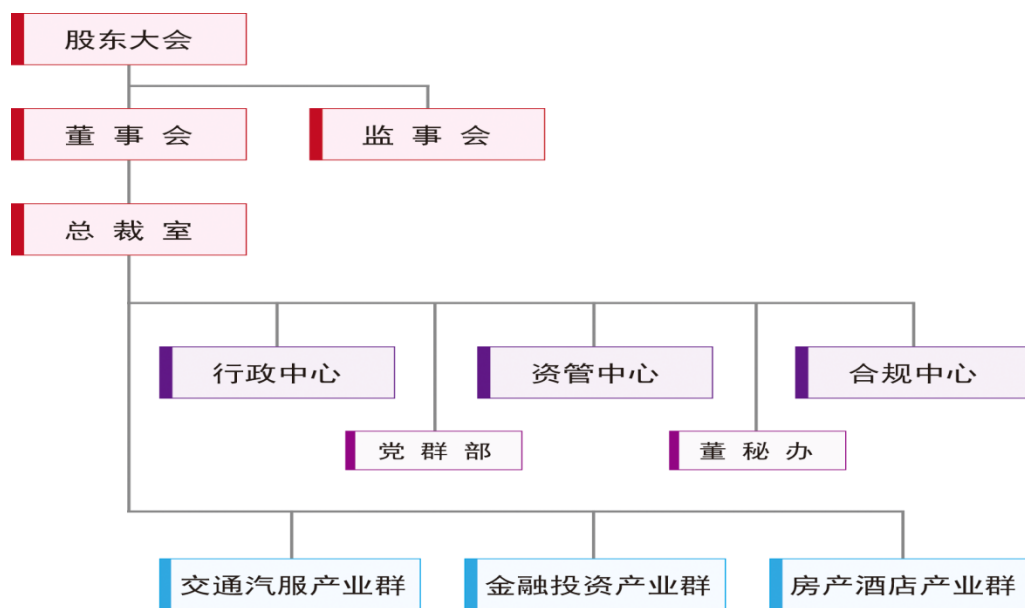 股东大会
董事会
监事会
总裁室
行政中心
资管中心
合规中心
党群部
董秘办
交通汽服产业群
金融投资产业群
房产酒店产业群